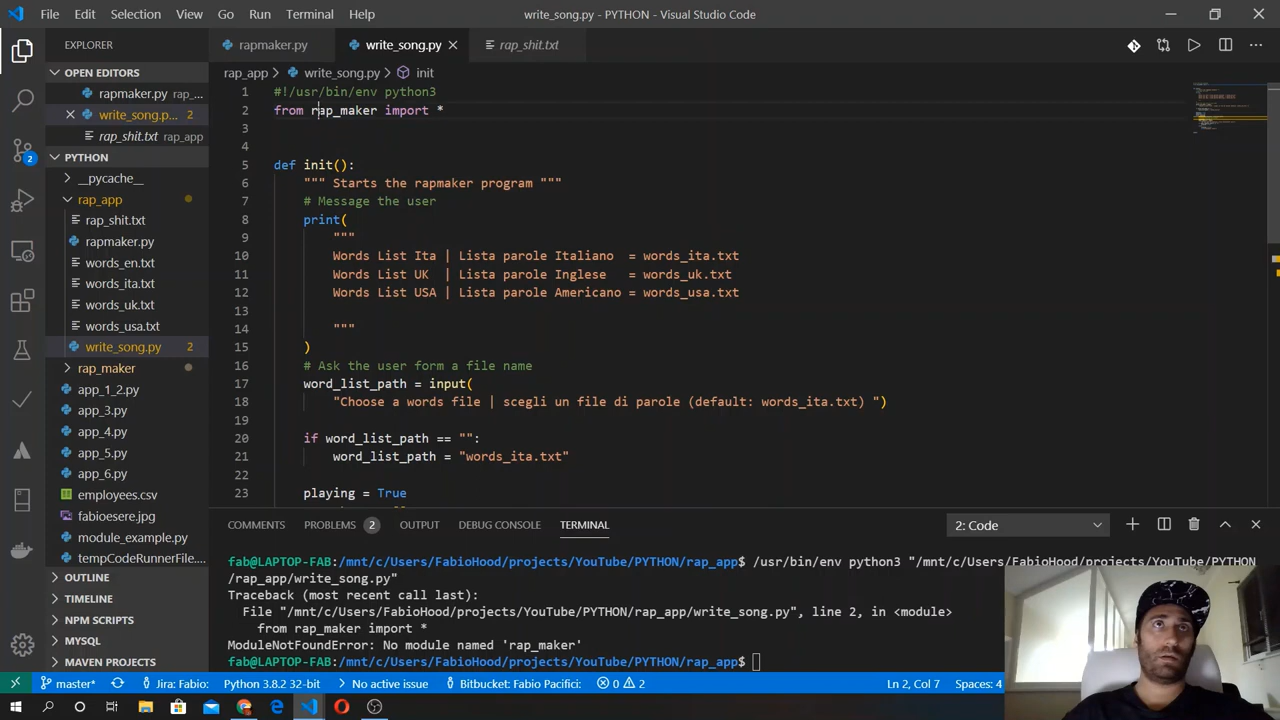 File Edit Selection View Go Run Terminal Help
write_song.py - PYTHON - Visual Studio Code
EXPLORER
OPEN EDITORS
rapmaker.py rap_...
write_song.p... 2
rap_shit.txt rap_app
PYTHON
__pycache__
rap_app
rap_shit.txt
rapmaker.py
words_en.txt
words_ita.txt
words_uk.txt
words_usa.txt
write_song.py 2
rap_maker
app_1_2.py
app_3.py
app_4.py
app_5.py
app_6.py
employees.csv
fabioesere.jpg
module_example.py
tempCodeRunnerFile....
OUTLINE
TIMELINE
NPM SCRIPTS
MYSQL
MAVEN PROJECTS
2
rapmaker.py write_song.py rap_shit.txt
rap_app > write_song.py > init
1 #!/usr/bin/env python3
2 from rap_maker import *
3
4
5 def init():
6 """ Starts the rapmaker program """
7 # Message the user
8 print(
9 """
10 Words List Ita | Lista parole Italiano = words_ita.txt
11 Words List UK | Lista parole Inglese = words_uk.txt
12 Words List USA | Lista parole Americano = words_usa.txt
13
14 """
15 )
16 # Ask the user form a file name
17 word_list_path = input(
18 "Choose a words file | scegli un file di parole (default: words_ita.txt) ")
19
20 if word_list_path == "":
21 word_list_path = "words_ita.txt"
22
23 playing = True
COMMENTS PROBLEMS 2 OUTPUT DEBUG CONSOLE TERMINAL 2: Code
fab@LAPTOP-FAB:/mnt/c/Users/FabioHood/projects/YouTube/PYTHON/rap_app$ /usr/bin/env python3 "/mnt/c/Users/FabioHood/projects/YouTube/PYTHON
/rap_app/write_song.py"
Traceback (most recent call last):
File "/mnt/c/Users/FabioHood/projects/YouTube/PYTHON/rap_app/write_song.py", line 2, in <module>
from rap_maker import *
ModuleNotFoundError: No module named 'rap_maker'
fab@LAPTOP-FAB:/mnt/c/Users/FabioHood/projects/YouTube/PYTHON/rap_app$
master* Jira: Fabio: Python 3.8.2 32-bit No active issue Bitbucket: Fabio Pacifici: 0 2 Ln 2, Col 7 Spaces: 4